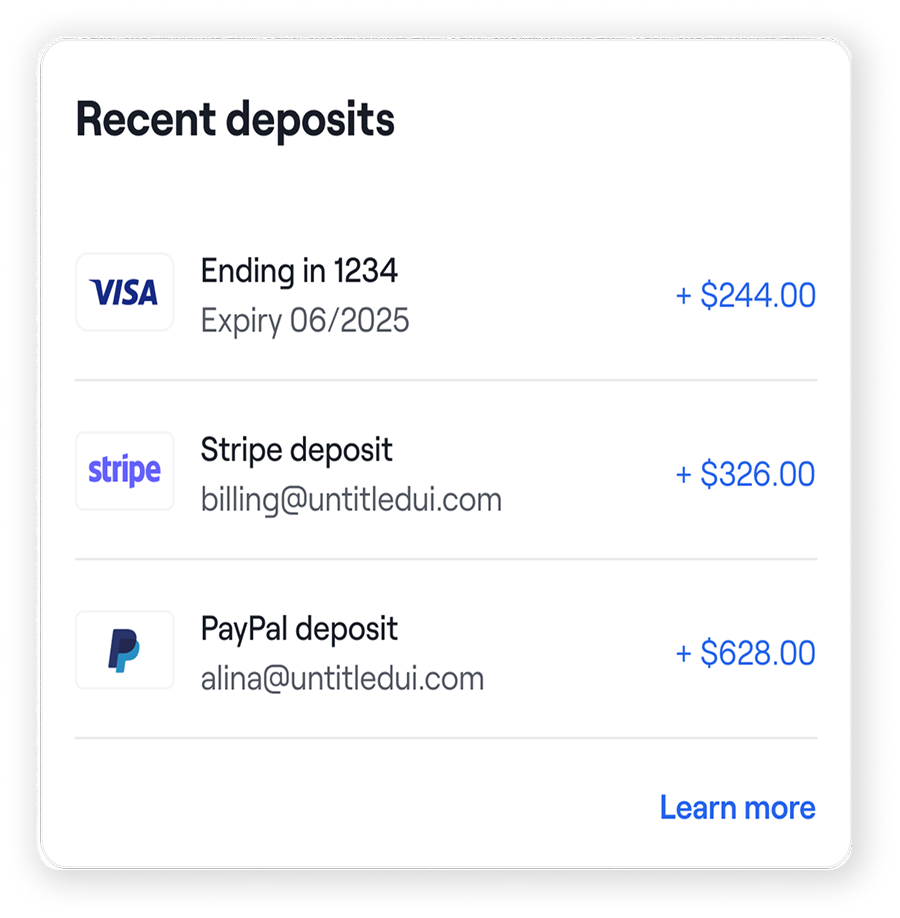 Recent deposits
VISA
Ending in 1234
Expiry 06/2025
+ $244.00
stripe
Stripe deposit
billing@untitledui.com
+ $326.00
PayPal deposit
alina@untitledui.com
+ $628.00
Learn more